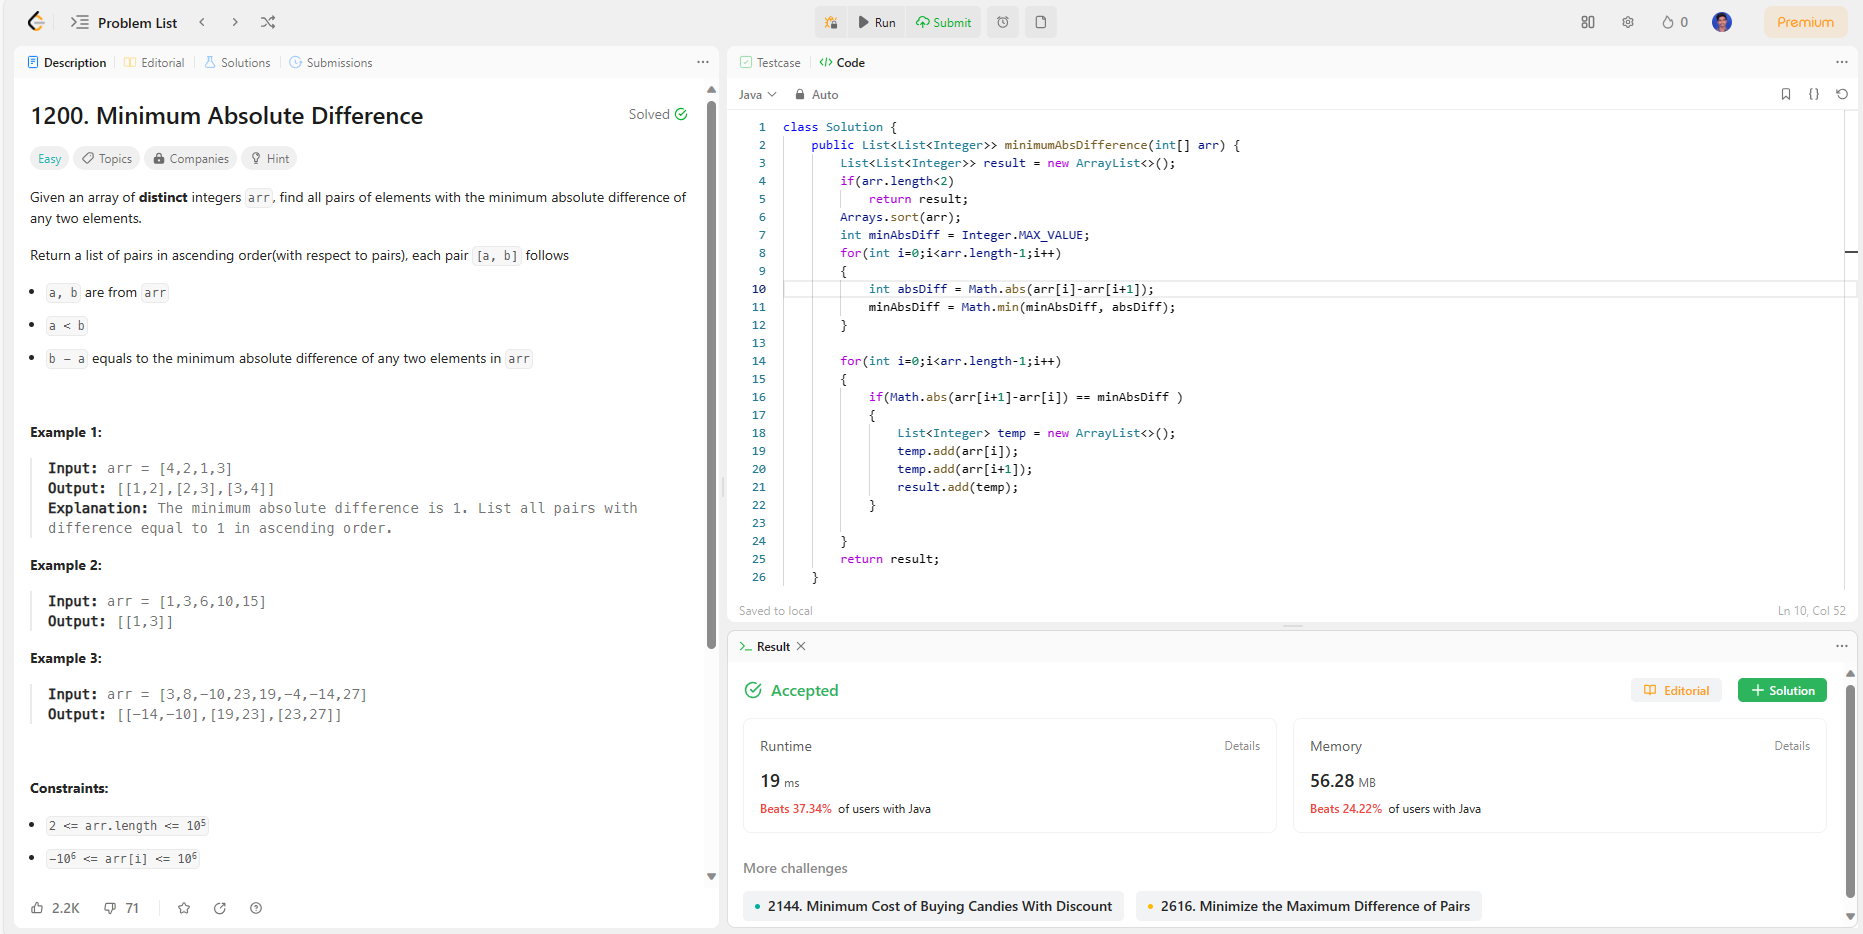 Problem List
Run
Submit
0
Premium
Description
Editorial
Solutions
Submissions
1200. Minimum Absolute Difference
Solved
Easy
Topics
Companies
Hint
Given an array of distinct integers arr, find all pairs of elements with the minimum absolute difference of
any two elements.
Return a list of pairs in ascending order(with respect to pairs), each pair [a, b] follows
• a, b are from arr
• a < b
• b - a equals to the minimum absolute difference of any two elements in arr
Example 1:
Input: arr = [4,2,1,3]
Output: [[1,2],[2,3],[3,4]]
Explanation: The minimum absolute difference is 1. List all pairs with
difference equal to 1 in ascending order.
Example 2:
Input: arr = [1,3,6,10,15]
Output: [[1,3]]
Example 3:
Input: arr = [3,8,-10,23,19,-4,-14,27]
Output: [[-14,-10],[19,23],[23,27]]
Constraints:
• 2 <= arr.length <= 10⁵
• -10⁶ <= arr[i] <= 10⁶
2.2K
71
Testcase
</> Code
Java
Auto
{}
1 class Solution {
2     public List<List<Integer>> minimumAbsDifference(int[] arr) {
3         List<List<Integer>> result = new ArrayList<>();
4         if(arr.length<2)
5             return result;
6         Arrays.sort(arr);
7         int minAbsDiff = Integer.MAX_VALUE;
8         for(int i=0;i<arr.length-1;i++)
9         {
10             int absDiff = Math.abs(arr[i]-arr[i+1]);
11             minAbsDiff = Math.min(minAbsDiff, absDiff);
12         }
13
14         for(int i=0;i<arr.length-1;i++)
15         {
16             if(Math.abs(arr[i+1]-arr[i]) == minAbsDiff )
17             {
18                 List<Integer> temp = new ArrayList<>();
19                 temp.add(arr[i]);
20                 temp.add(arr[i+1]);
21                 result.add(temp);
22             }
23
24         }
25         return result;
26     }
Saved to local
Ln 10, Col 52
>_ Result
Accepted
Editorial
+ Solution
Runtime
Details
19 ms
Beats 37.34% of users with Java
Memory
Details
56.28 MB
Beats 24.22% of users with Java
More challenges
• 2144. Minimum Cost of Buying Candies With Discount
• 2616. Minimize the Maximum Difference of Pairs